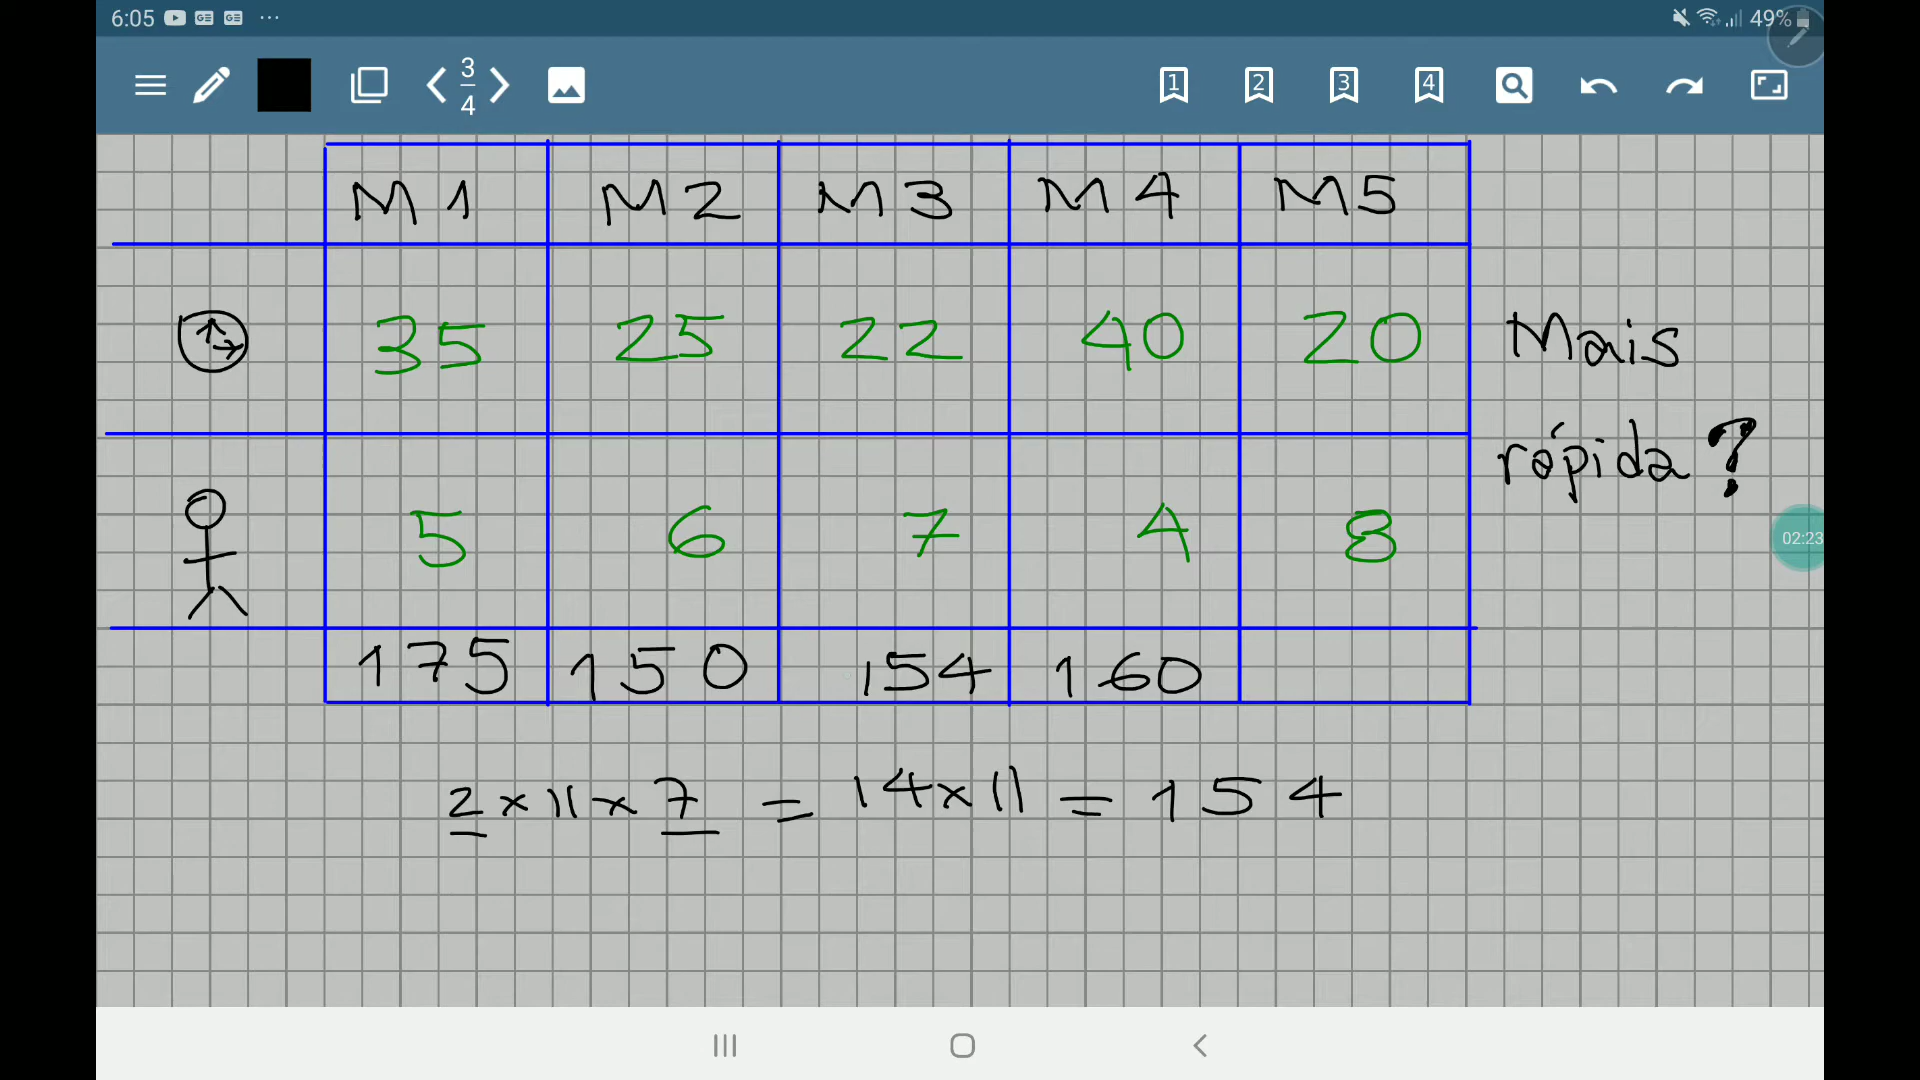 6:05 49%
3
4
1 2 3 4
M1 M2 M3 M4 M5
35 25 22 40 20 Mais
rápida?
5 6 7 4 8
02:23
175 150 154 160
2 x 11 x 7 = 14 x 11 = 154